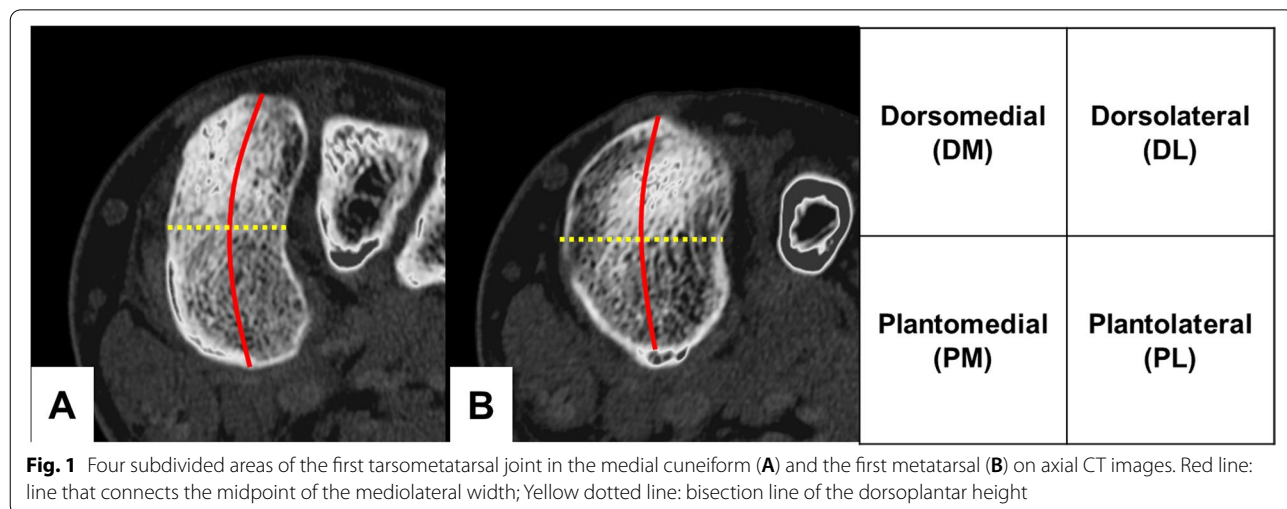 A
B
Dorsomedial
(DM)
Dorsolateral
(DL)
Plantomedial
(PM)
Plantolateral
(PL)
Fig. 1 Four subdivided areas of the first tarsometatarsal joint in the medial cuneiform (A) and the first metatarsal (B) on axial CT images. Red line:
line that connects the midpoint of the mediolateral width; Yellow dotted line: bisection line of the dorsoplantar height